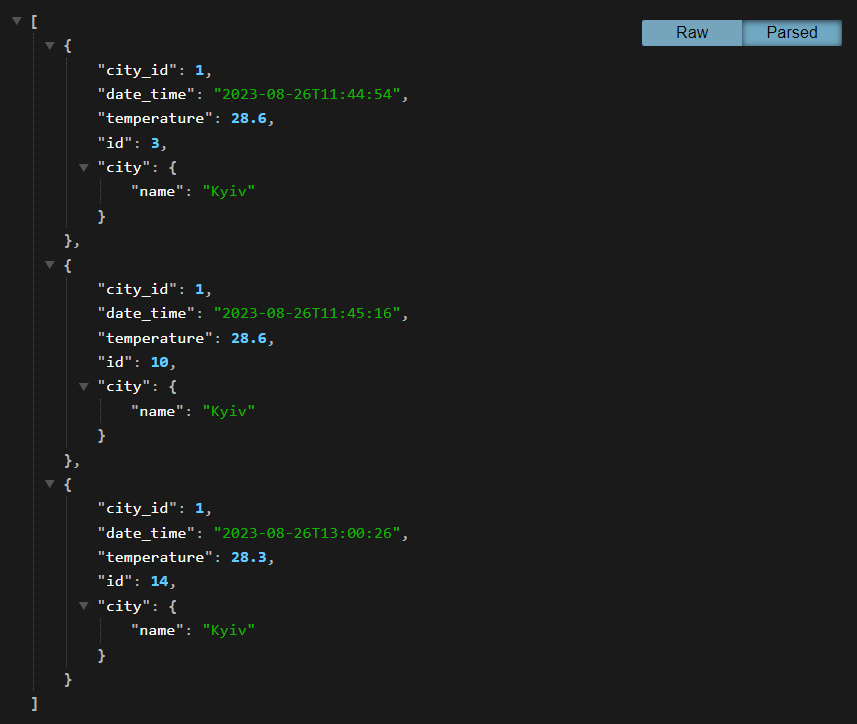 [
Raw Parsed
{
"city_id": 1,
"date_time": "2023-08-26T11:44:54",
"temperature": 28.6,
"id": 3,
"city": {
"name": "Kyiv"
}
},
{
"city_id": 1,
"date_time": "2023-08-26T11:45:16",
"temperature": 28.6,
"id": 10,
"city": {
"name": "Kyiv"
}
},
{
"city_id": 1,
"date_time": "2023-08-26T13:00:26",
"temperature": 28.3,
"id": 14,
"city": {
"name": "Kyiv"
}
}
]